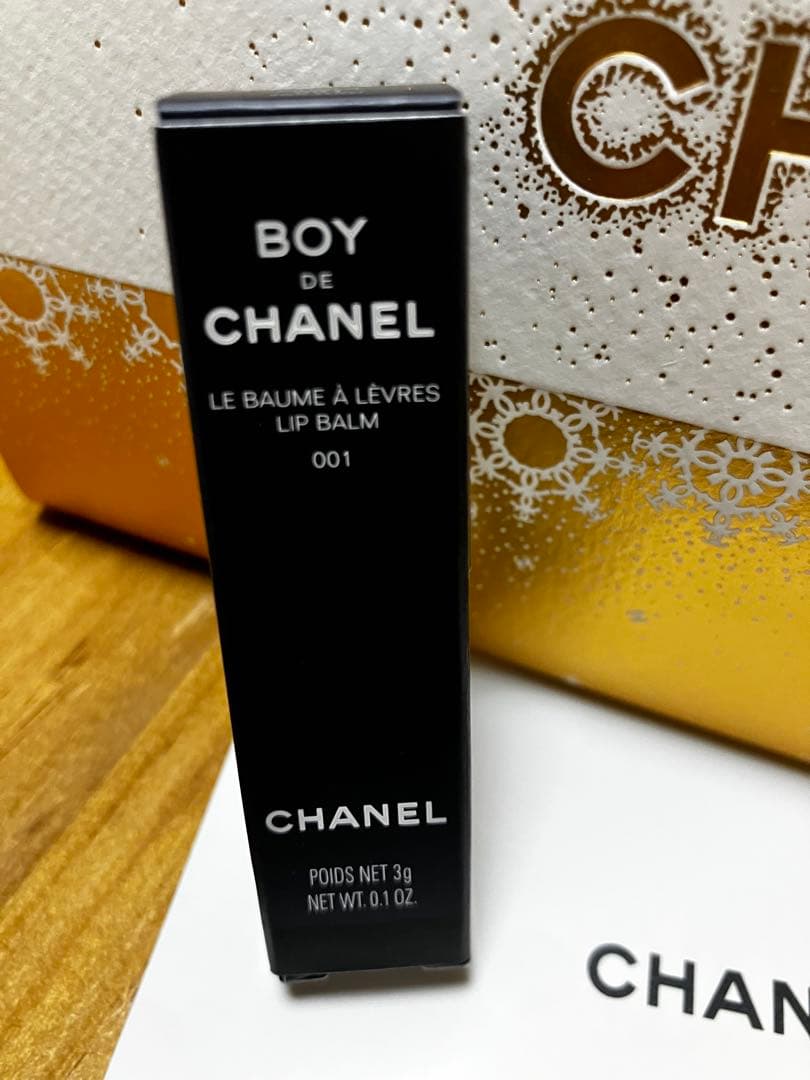 CH
BOY
DE
CHANEL
LE BAUME À LÈVRES
LIP BALM
001
CHANEL
POIDS NET 3g
NET WT. 0.1 OZ.
CHAN